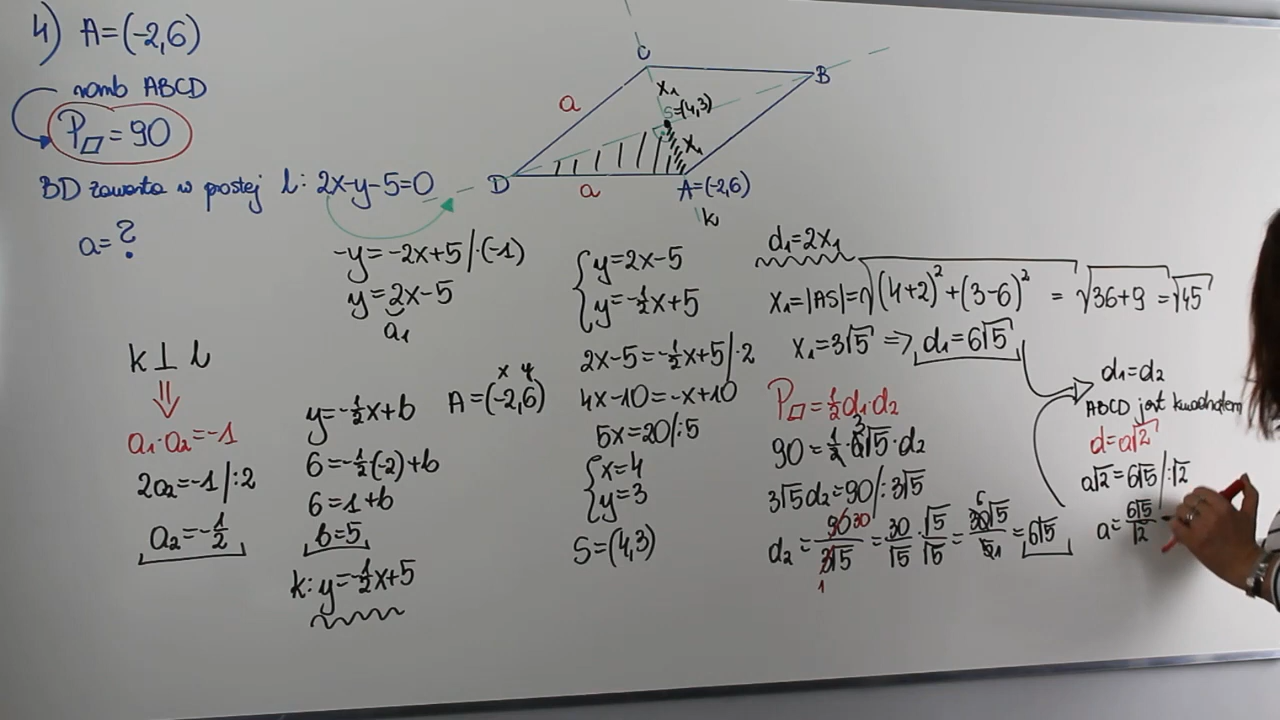 4) A=(-2,6)
romb ABCD
P▱=90
BD zawarta w prostej l: 2x-y-5=0
a=?
C
B
D
A=(-2,6)
S=(4,3)
x₁
x₁
a
a
k
-y=-2x+5/·(-1)
y=2x-5
a₁
k⊥l
⇓
a₁·a₂=-1
2a₂=-1/:2
a₂=-1/2
y=-1/2x+b
A=(-2,6)
x y
6=-1/2(-2)+b
6=1+b
b=5
k: y=-1/2x+5
{y=2x-5
{y=-1/2x+5
2x-5=-1/2x+5/·2
4x-10=-x+10
5x=20/:5
{x=4
{y=3
S=(4,3)
d₁=2x₁
x₁=|AS|=√((4+2)²+(3-6)²) = √(36+9) = √45
x₁=3√5 ⇒ d₁=6√5
P▱=1/2d₁·d₂
90=1/2·6√5·d₂
3
3√5d₂=90/:3√5
d₂=90/3√5=30/√5·√5/√5=30√5/5=6√5
30
1
6
1
d₁=d₂
ABCD jest kwadratem
d=a√2
a√2=6√5/:√2
a=6√5/√2